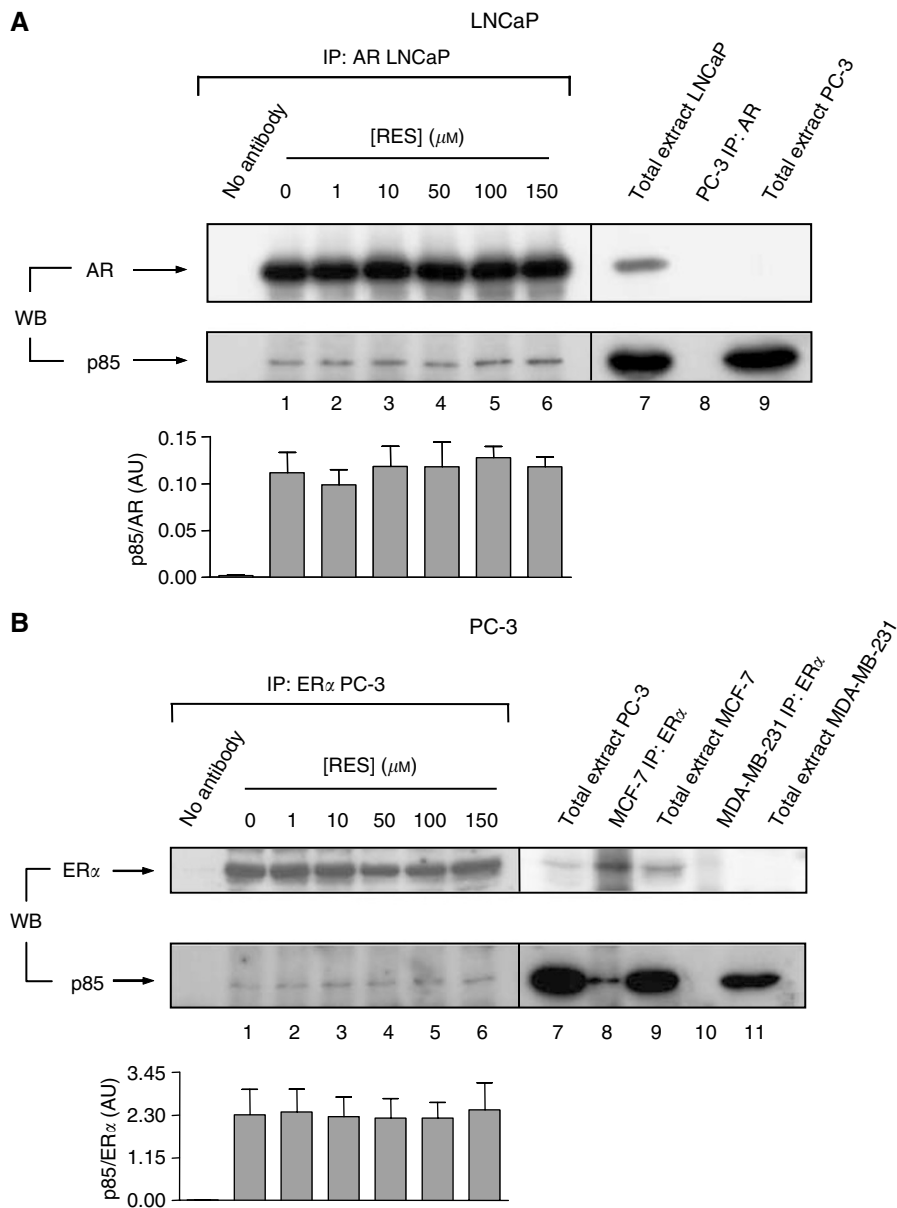 A
LNCaP
IP: AR LNCaP
No antibody
[RES] (μM)
0 1 10 50 100 150
Total extract LNCaP
PC-3 IP: AR
Total extract PC-3
AR
WB
p85
1 2 3 4 5 6 7 8 9
p85/AR (AU)
0.15
0.10
0.05
0.00
B
PC-3
IP: ERα PC-3
No antibody
[RES] (μM)
0 1 10 50 100 150
Total extract PC-3
MCF-7 IP: ERα
Total extract MCF-7
MDA-MB-231 IP: ERα
Total extract MDA-MB-231
ERα
WB
p85
1 2 3 4 5 6 7 8 9 10 11
p85/ERα (AU)
3.45
2.30
1.15
0.00